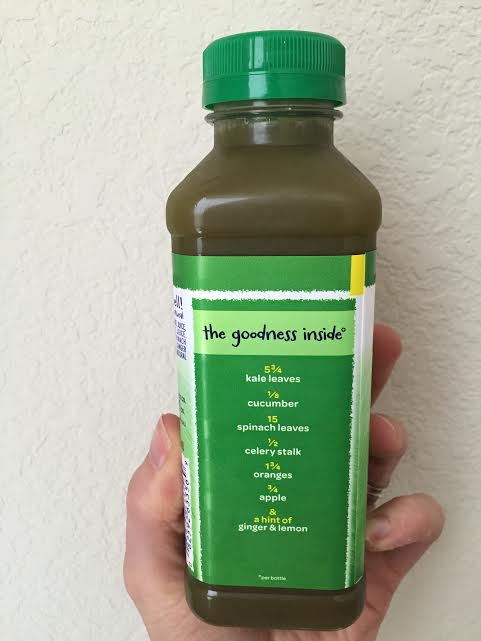 the goodness inside°
5¾
kale leaves
⅛
cucumber
15
spinach leaves
½
celery stalk
1¾
oranges
¾
apple
&
a hint of
ginger & lemon
*per bottle